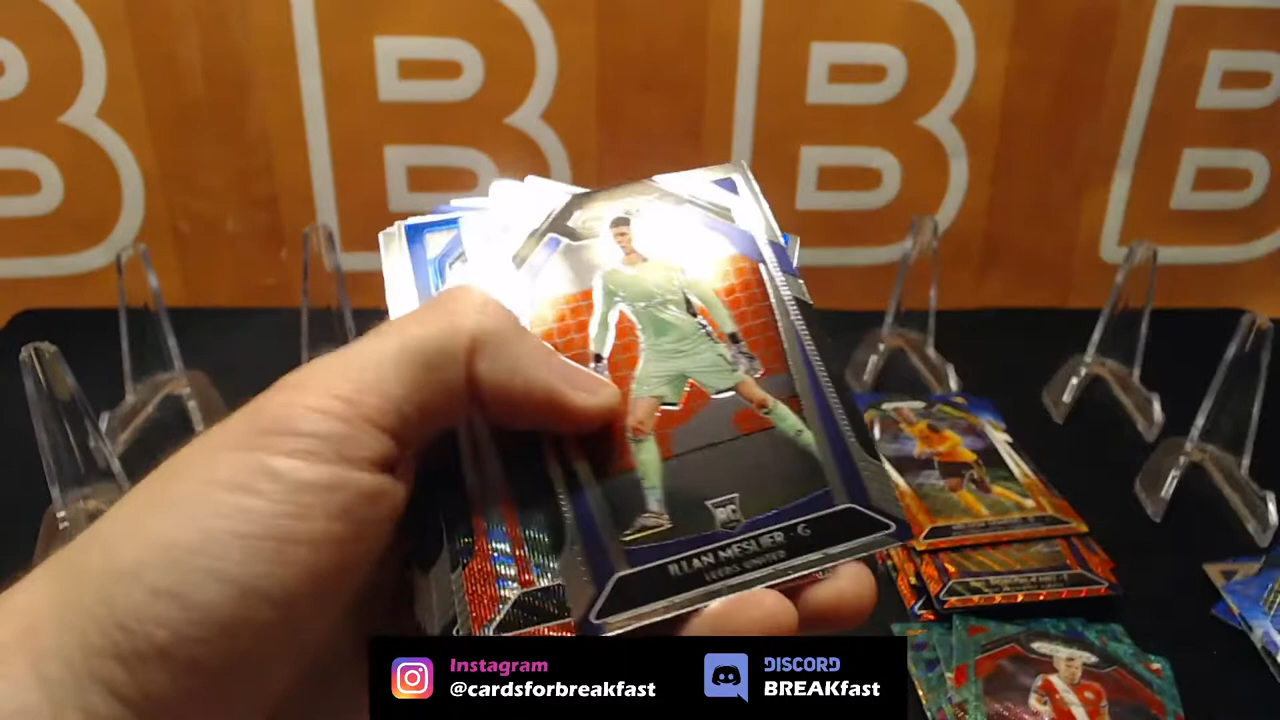 B B B B
RC
ILLAN MESLIER - G
LEEDS UNITED
Instagram
@cardsforbreakfast
DISCORD
BREAKfast